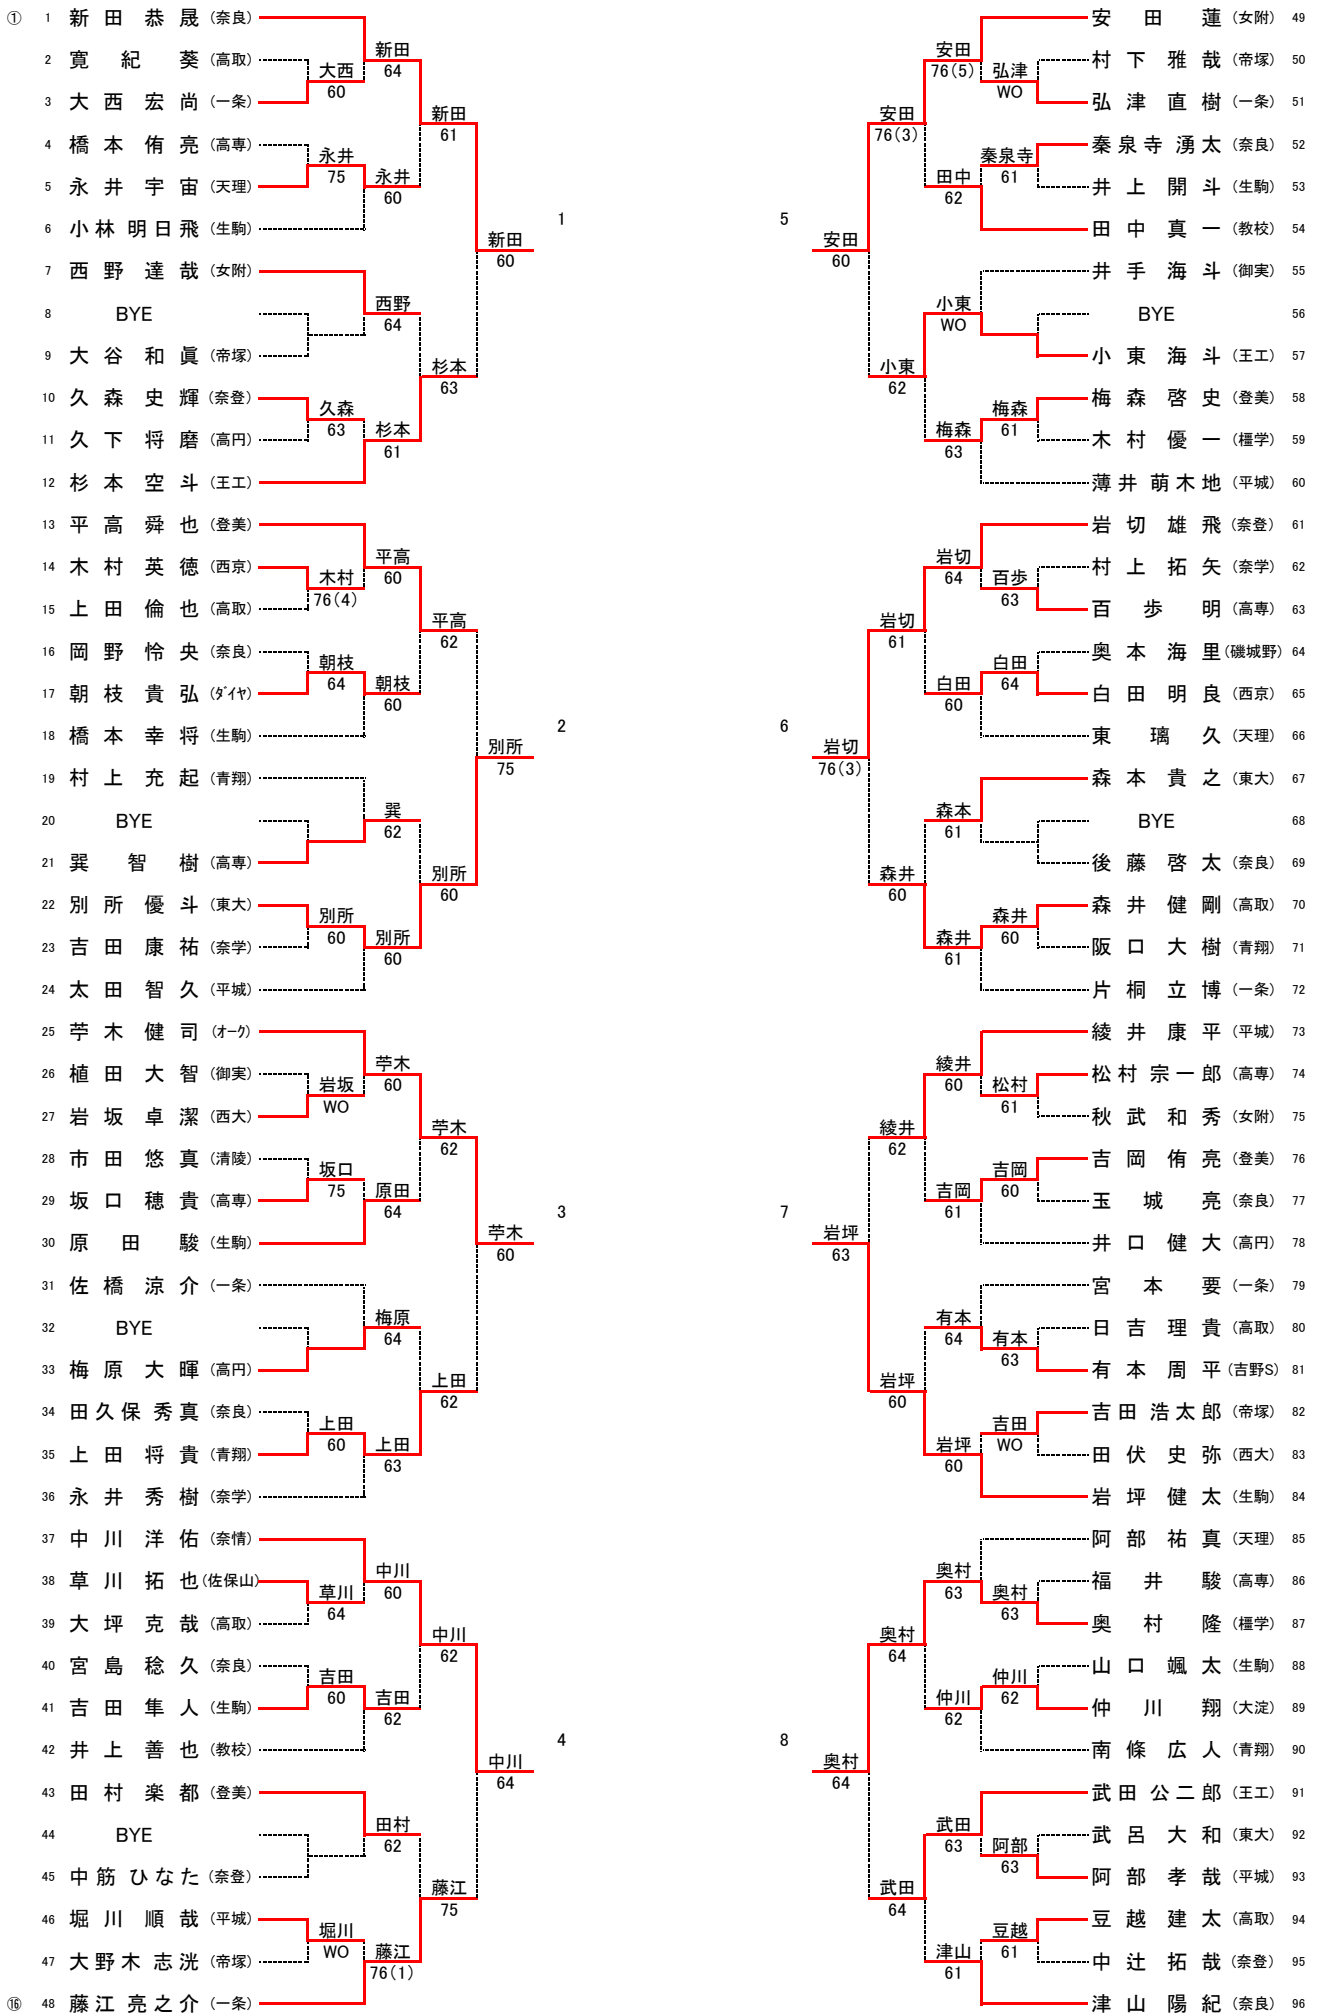 ① 1 新田 恭晟 (奈良)
2 寛 紀葵 (高取)
3 大西 宏尚 (一条)
4 橋本 侑亮 (高専)
5 永井 宇宙 (天理)
6 小林 明日飛 (生駒)
7 西野 達哉 (女附)
8 BYE
9 大谷 和眞 (帝塚)
10 久森 史輝 (奈登)
11 久下 将磨 (高円)
12 杉本 空斗 (王工)
13 平高 舜也 (登美)
14 木村 英徳 (西京)
15 上田 倫也 (高取)
16 岡野 怜央 (奈良)
17 朝枝 貴弘 (ダイヤ)
18 橋本 幸将 (生駒)
19 村上 充起 (青翔)
20 BYE
21 巽 智樹 (高専)
22 別所 優斗 (東大)
23 吉田 康祐 (奈学)
24 太田 智久 (平城)
25 苧木 健司 (オーク)
26 植田 大智 (御実)
27 岩坂 卓潔 (西大)
28 市田 悠真 (清陵)
29 坂口 穂貴 (高専)
30 原田 駿 (生駒)
31 佐橋 涼介 (一条)
32 BYE
33 梅原 大暉 (高円)
34 田久保 秀真 (奈良)
35 上田 将貴 (青翔)
36 永井 秀樹 (奈学)
37 中川 洋佑 (奈情)
38 草川 拓也 (佐保山)
39 大坪 克哉 (高取)
40 宮島 稔久 (奈良)
41 吉田 隼人 (生駒)
42 井上 善也 (教校)
43 田村 楽都 (登美)
44 BYE
45 中筋 ひなた (奈登)
46 堀川 順哉 (平城)
47 大野木 志洸 (帝塚)
⑯ 48 藤江 亮之介 (一条)
大西
60
永井
75
久森
63
木村
76(4)
朝枝
64
別所
60
岩坂
WO
坂口
75
上田
60
草川
64
吉田
60
堀川
WO
新田
64
永井
60
西野
64
杉本
61
平高
60
朝枝
60
巽
62
別所
60
苧木
60
原田
64
梅原
64
上田
63
中川
60
吉田
62
田村
62
藤江
76(1)
新田
61
杉本
63
平高
62
別所
60
苧木
62
上田
62
中川
62
藤江
75
新田
60
別所
75
苧木
60
中川
64
1
2
3
4
5
6
7
8
安田
60
岩切
76(3)
岩坪
63
奥村
64
安田
76(3)
小東
62
岩切
61
森井
60
綾井
62
岩坪
60
奥村
64
武田
64
安田
76(5)
田中
62
小東
WO
梅森
63
岩切
64
白田
60
森本
61
森井
61
綾井
60
吉岡
61
有本
64
岩坪
60
奥村
63
仲川
62
武田
63
津山
61
弘津
WO
秦泉寺
61
梅森
61
百歩
63
白田
64
森井
60
松村
61
吉岡
60
有本
63
吉田
WO
奥村
63
仲川
62
阿部
63
豆越
61
安田 蓮 (女附) 49
村下 雅哉 (帝塚) 50
弘津 直樹 (一条) 51
秦泉寺 湧太 (奈良) 52
井上 開斗 (生駒) 53
田中 真一 (教校) 54
井手 海斗 (御実) 55
BYE 56
小東 海斗 (王工) 57
梅森 啓史 (登美) 58
木村 優一 (橿学) 59
薄井 萌木地 (平城) 60
岩切 雄飛 (奈登) 61
村上 拓矢 (奈学) 62
百歩 明 (高専) 63
奥本 海里 (磯城野) 64
白田 明良 (西京) 65
東 璃久 (天理) 66
森本 貴之 (東大) 67
BYE 68
後藤 啓太 (奈良) 69
森井 健剛 (高取) 70
阪口 大樹 (青翔) 71
片桐 立博 (一条) 72
綾井 康平 (平城) 73
松村 宗一郎 (高専) 74
秋武 和秀 (女附) 75
吉岡 侑亮 (登美) 76
玉城 亮 (奈良) 77
井口 健大 (高円) 78
宮本 要 (一条) 79
日吉 理貴 (高取) 80
有本 周平 (吉野S) 81
吉田 浩太郎 (帝塚) 82
田伏 史弥 (西大) 83
岩坪 健太 (生駒) 84
阿部 祐真 (天理) 85
福井 駿 (高専) 86
奥村 隆 (橿学) 87
山口 颯太 (生駒) 88
仲川 翔 (大淀) 89
南條 広人 (青翔) 90
武田 公二郎 (王工) 91
武呂 大和 (東大) 92
阿部 孝哉 (平城) 93
豆越 建太 (高取) 94
中辻 拓哉 (奈登) 95
津山 陽紀 (奈良) 96